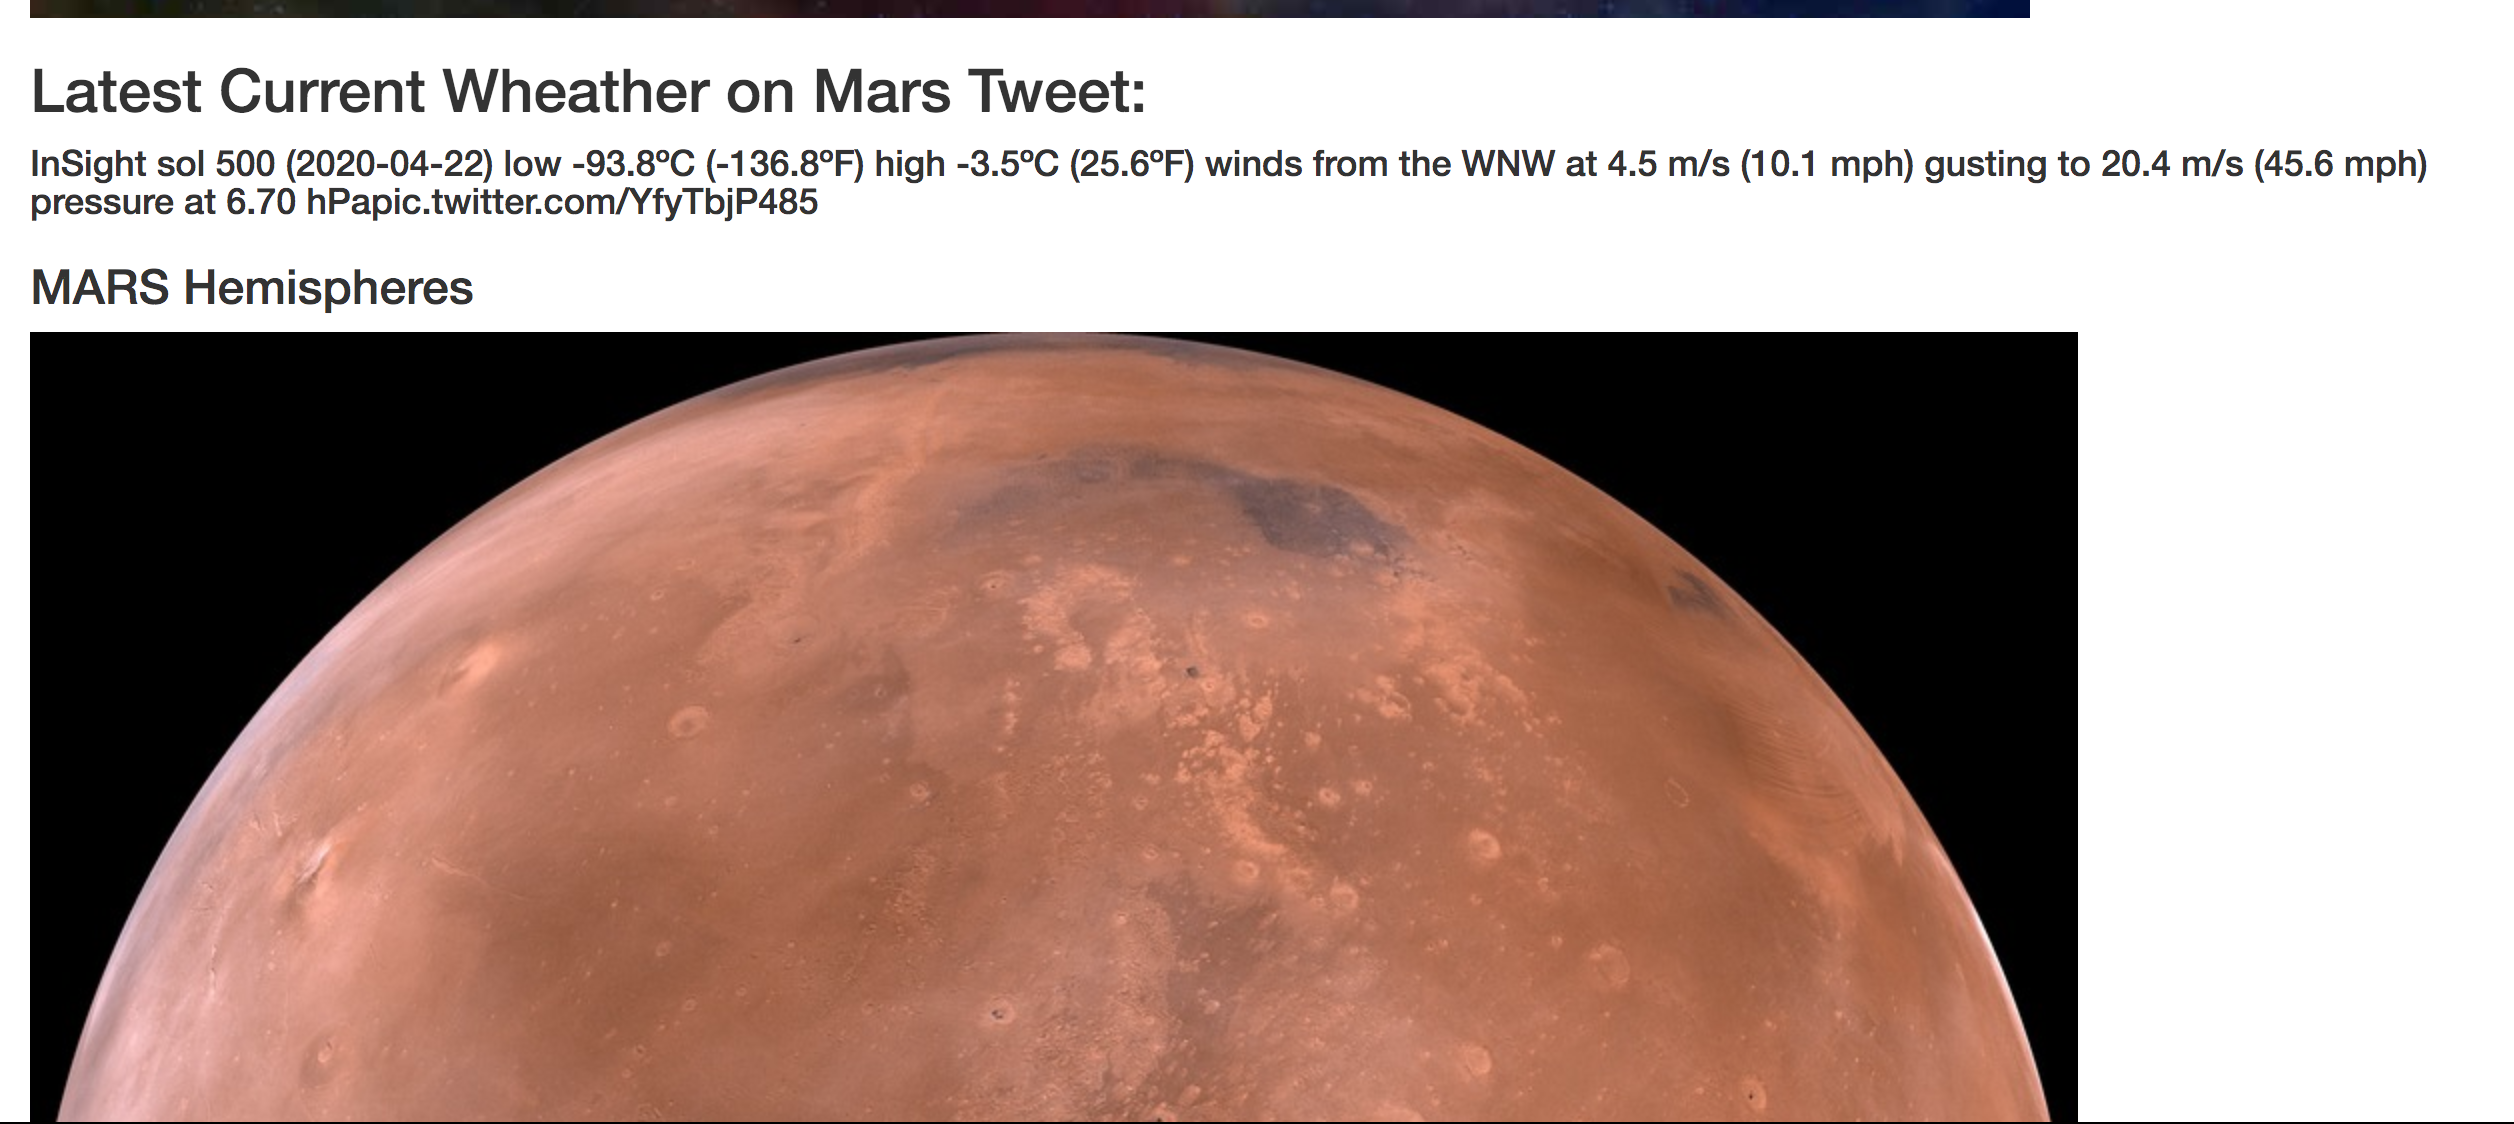 Latest Current Wheather on Mars Tweet:
InSight sol 500 (2020-04-22) low -93.8ºC (-136.8ºF) high -3.5ºC (25.6ºF) winds from the WNW at 4.5 m/s (10.1 mph) gusting to 20.4 m/s (45.6 mph)
pressure at 6.70 hPapic.twitter.com/YfyTbjP485
MARS Hemispheres